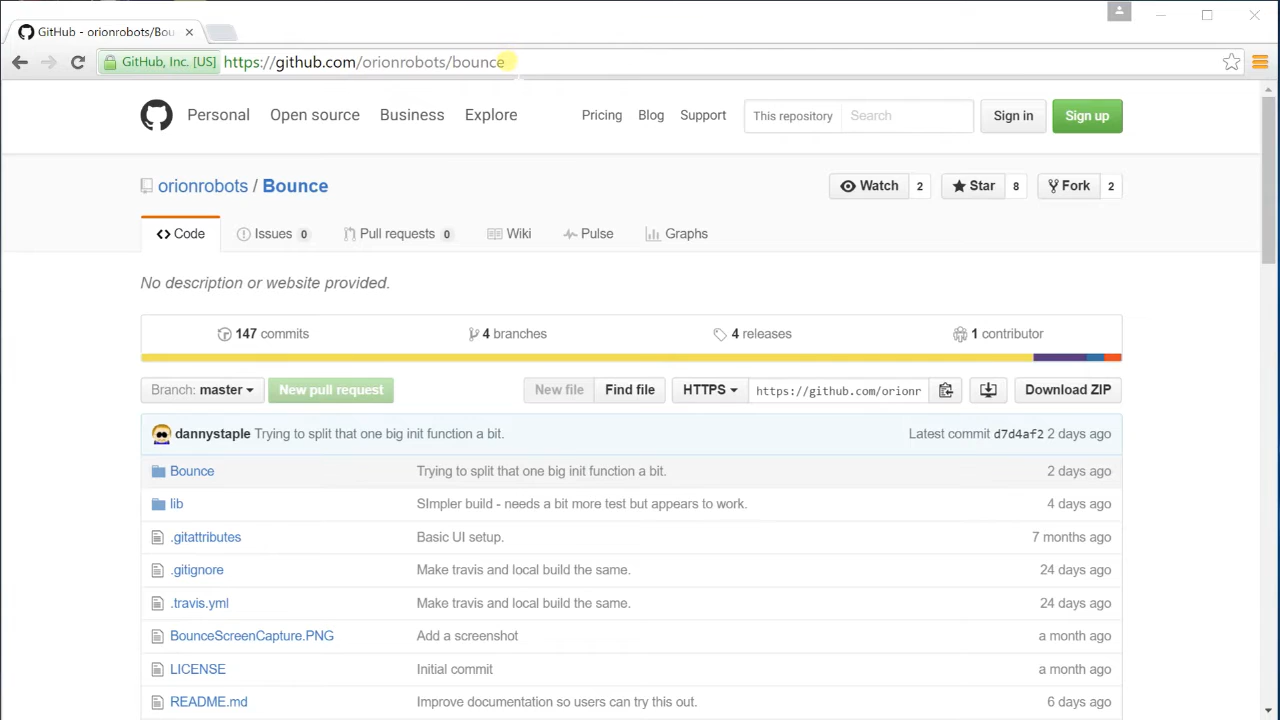 GitHub - orionrobots/Bou
GitHub, Inc. [US] https://github.com/orionrobots/bounce
Personal Open source Business Explore Pricing Blog Support This repository Search Sign in Sign up
orionrobots / Bounce Watch 2 Star 8 Fork 2
Code Issues 0 Pull requests 0 Wiki Pulse Graphs
No description or website provided.
147 commits 4 branches 4 releases 1 contributor
Branch: master New pull request New file Find file HTTPS https://github.com/orionr Download ZIP
dannystaple Trying to split that one big init function a bit. Latest commit d7d4af2 2 days ago
Bounce Trying to split that one big init function a bit. 2 days ago
lib SImpler build - needs a bit more test but appears to work. 4 days ago
.gitattributes Basic UI setup. 7 months ago
.gitignore Make travis and local build the same. 24 days ago
.travis.yml Make travis and local build the same. 24 days ago
BounceScreenCapture.PNG Add a screenshot a month ago
LICENSE Initial commit a month ago
README.md Improve documentation so users can try this out. 6 days ago